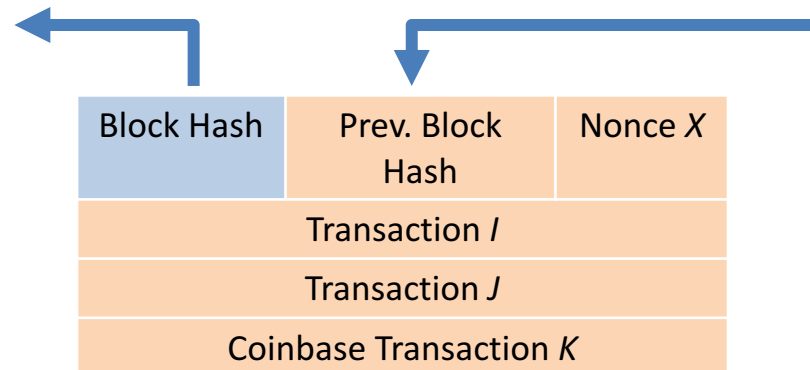 Block Hash
Prev. Block
Hash
Nonce X
Transaction I
Transaction J
Coinbase Transaction K